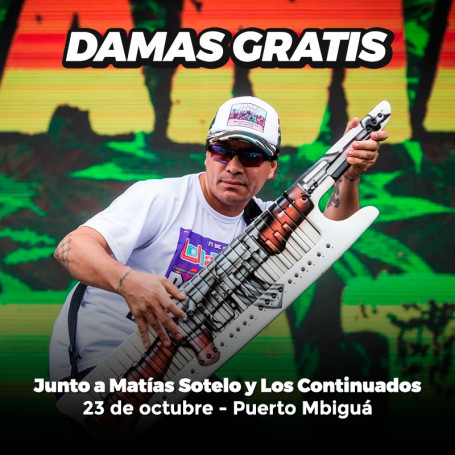 DAMAS GRATIS
Junto a Matías Sotelo y Los Continuados
23 de octubre - Puerto Mbiguá